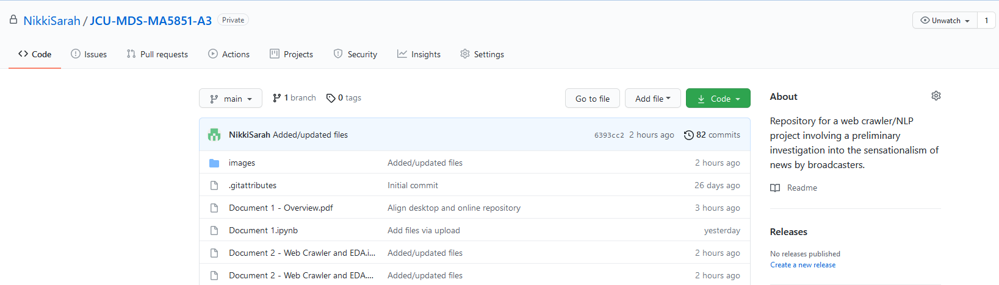 NikkiSarah / JCU-MDS-MA5851-A3 Private Unwatch 1
Code Issues Pull requests Actions Projects Security Insights Settings
main 1 branch 0 tags Go to file Add file Code
NikkiSarah Added/updated files 6393cc2 2 hours ago 82 commits
images Added/updated files 2 hours ago
.gitattributes Initial commit 26 days ago
Document 1 - Overview.pdf Align desktop and online repository 3 hours ago
Document 1.ipynb Add files via upload yesterday
Document 2 - Web Crawler and EDA.i... Added/updated files 2 hours ago
Document 2 - Web Crawler and EDA.... Added/updated files 2 hours ago
About
Repository for a web crawler/NLP
project involving a preliminary
investigation into the sensationalism of
news by broadcasters.
Readme
Releases
No releases published
Create a new release